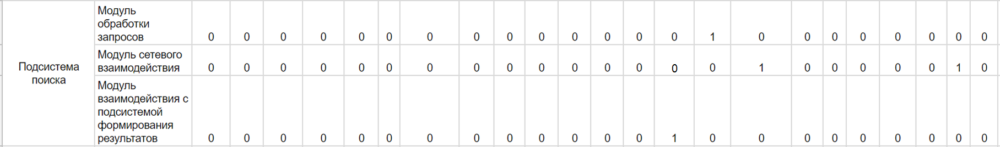 Подсистема
поиска
Модуль
обработки
запросов 0 0 0 0 0 0 0 0 0 0 0 0 0 0 1 0 0 0 0 0 0 0 0
Модуль сетевого
взаимодействия 0 0 0 0 0 0 0 0 0 0 0 0 0 0 0 1 0 0 0 0 0 1 0
Модуль
взаимодействия с
подсистемой
формирования
результатов 0 0 0 0 0 0 0 0 0 0 0 0 0 1 0 0 0 0 0 0 0 0 0